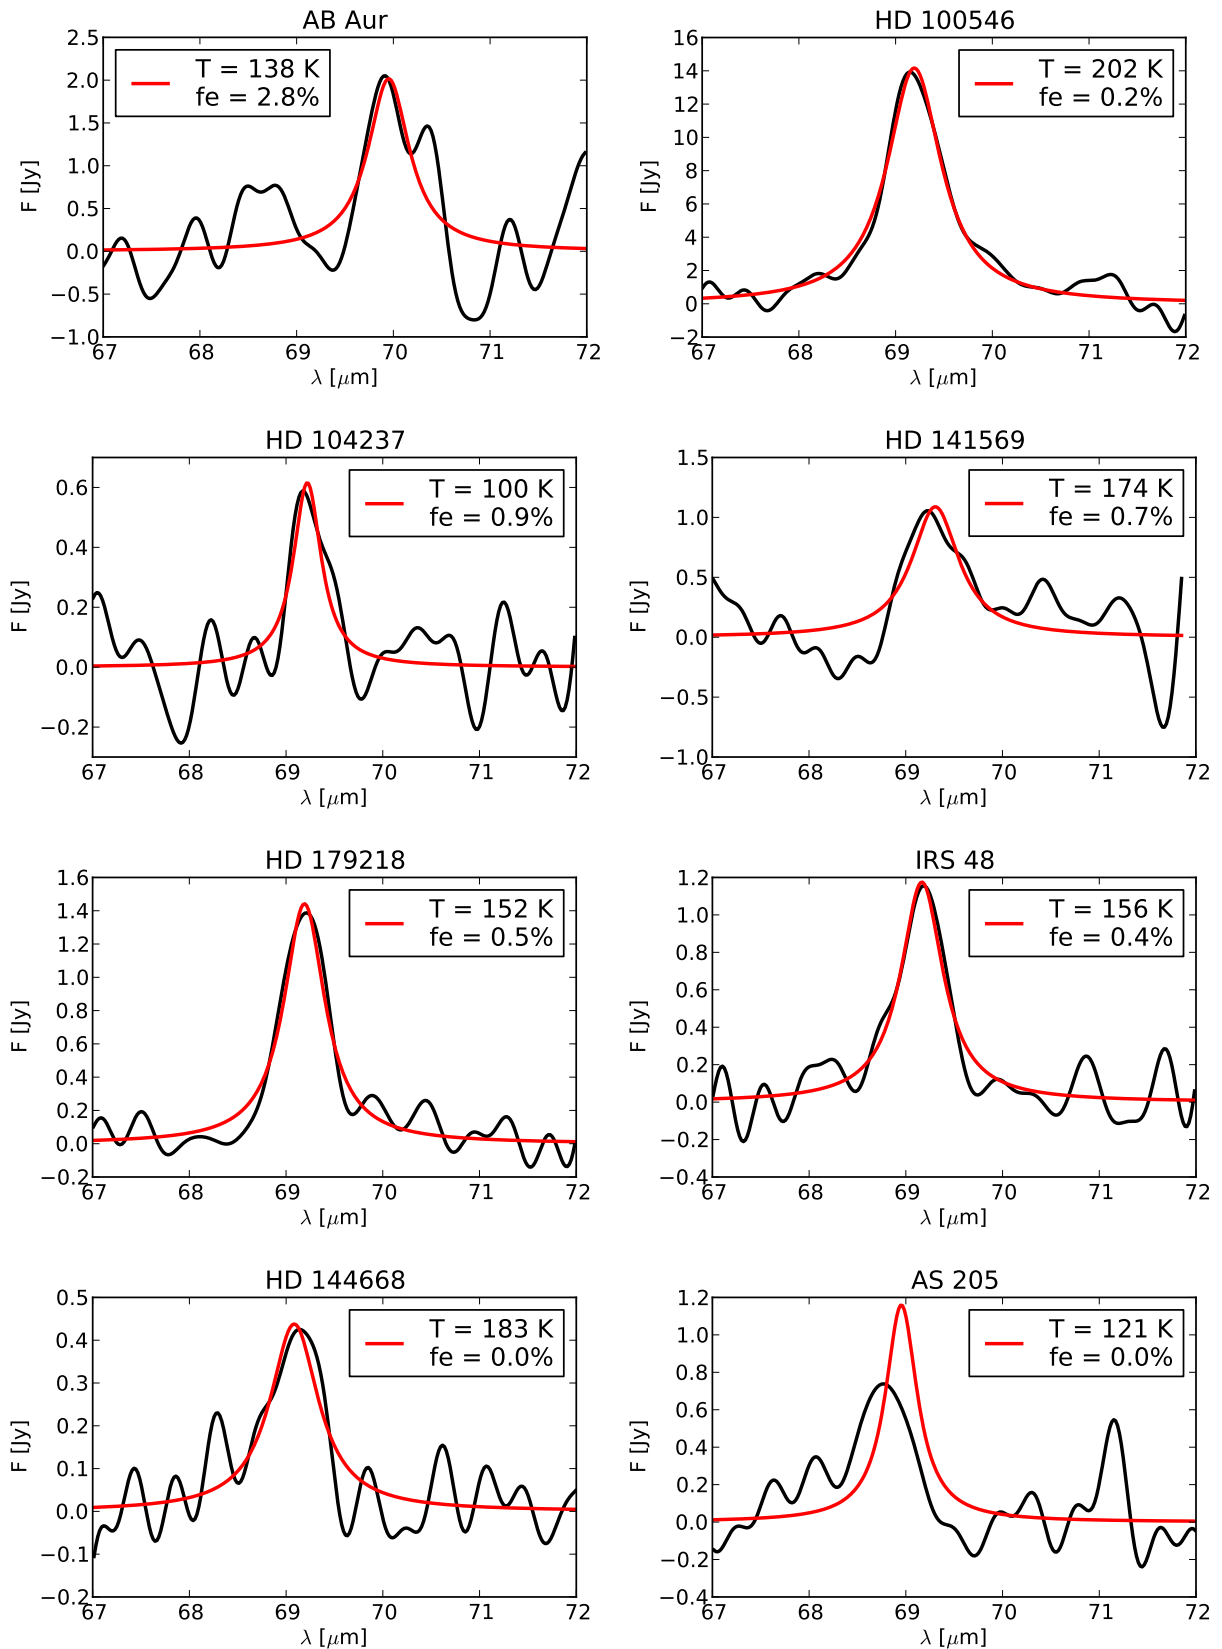 AB Aur
2.5
2.0
1.5
1.0
0.5
0.0
−0.5
−1.0
F [Jy]
T = 138 K
fe = 2.8%
67 68 69 70 71 72
λ [μm]
HD 100546
16
14
12
10
8
6
4
2
0
−2
F [Jy]
T = 202 K
fe = 0.2%
67 68 69 70 71 72
λ [μm]
HD 104237
0.6
0.4
0.2
0.0
−0.2
F [Jy]
T = 100 K
fe = 0.9%
67 68 69 70 71 72
λ [μm]
HD 141569
1.5
1.0
0.5
0.0
−0.5
−1.0
F [Jy]
T = 174 K
fe = 0.7%
67 68 69 70 71 72
λ [μm]
HD 179218
1.6
1.4
1.2
1.0
0.8
0.6
0.4
0.2
0.0
−0.2
F [Jy]
T = 152 K
fe = 0.5%
67 68 69 70 71 72
λ [μm]
IRS 48
1.2
1.0
0.8
0.6
0.4
0.2
0.0
−0.2
−0.4
F [Jy]
T = 156 K
fe = 0.4%
67 68 69 70 71 72
λ [μm]
HD 144668
0.5
0.4
0.3
0.2
0.1
0.0
−0.1
−0.2
F [Jy]
T = 183 K
fe = 0.0%
67 68 69 70 71 72
λ [μm]
AS 205
1.2
1.0
0.8
0.6
0.4
0.2
0.0
−0.2
−0.4
F [Jy]
T = 121 K
fe = 0.0%
67 68 69 70 71 72
λ [μm]